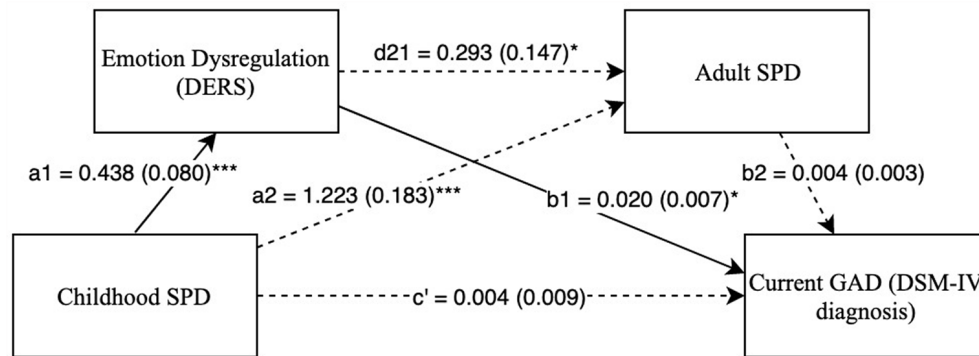 Emotion Dysregulation
(DERS)
d21 = 0.293 (0.147)*
Adult SPD
a1 = 0.438 (0.080)***
a2 = 1.223 (0.183)***
b1 = 0.020 (0.007)*
b2 = 0.004 (0.003)
Childhood SPD
c' = 0.004 (0.009)
Current GAD (DSM-IV
diagnosis)